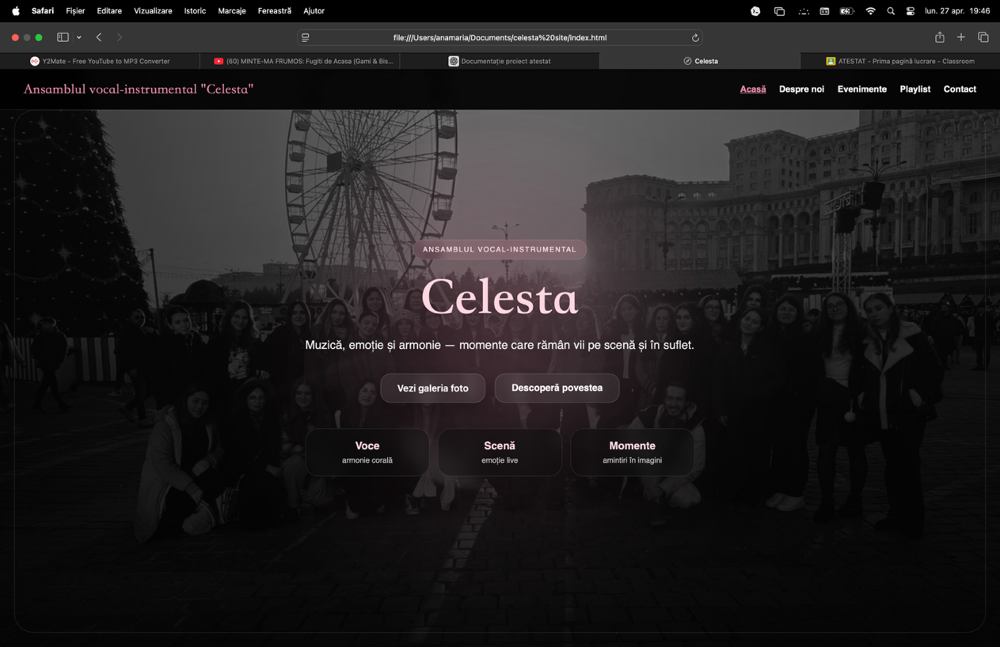 Safari Fișier Editare Vizualizare Istoric Marcaje Fereastră Ajutor lun. 27 apr. 19:46
file:///Users/anamaria/Documents/celesta%20site/index.html
Y2Mate - Free YouTube to MP3 Converter
(60) MINTE-MA FRUMOS: Fugiti de Acasa (Gami & Bis...
Documentație proiect atestat
Celesta
ATESTAT - Prima pagină lucrare - Classroom
Ansamblul vocal-instrumental "Celesta"
Acasă Despre noi Evenimente Playlist Contact
ANSAMBLUL VOCAL-INSTRUMENTAL
Celesta
Muzică, emoție și armonie — momente care rămân vii pe scenă și în suflet.
Vezi galeria foto
Descoperă povestea
Voce
armonie corală
Scenă
emoție live
Momente
amintiri în imagini